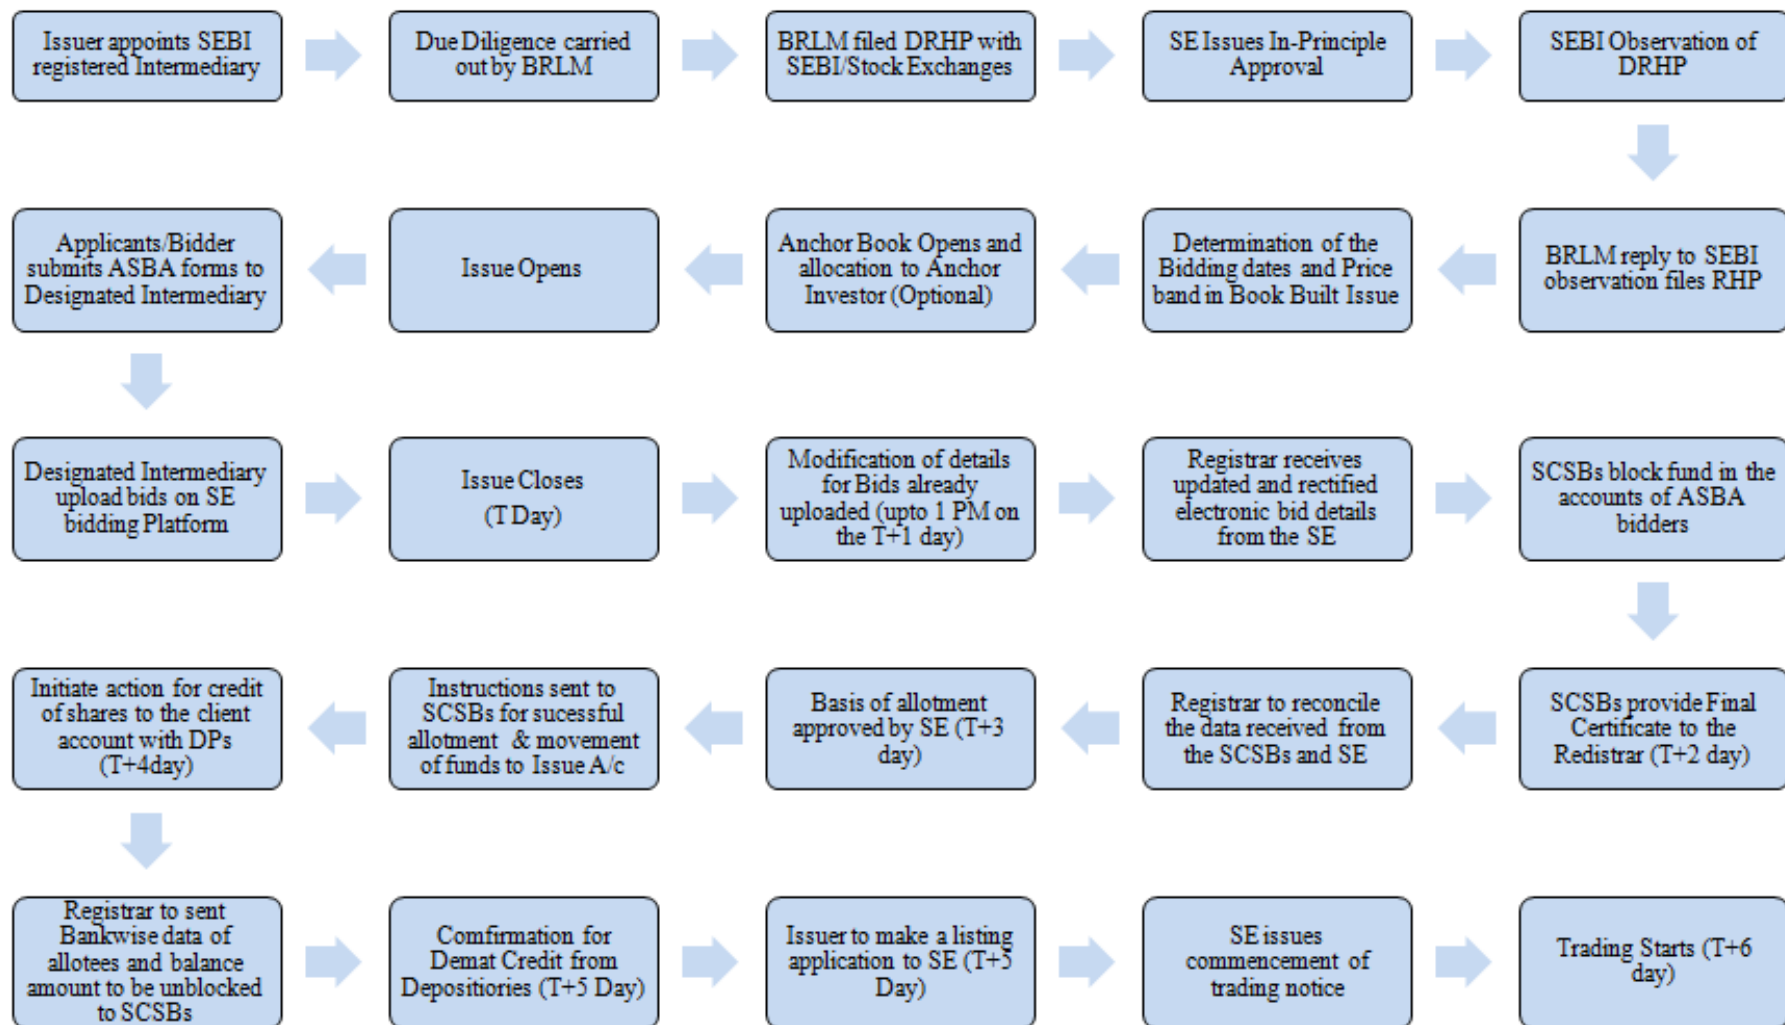 Issuer appoints SEBI
registered Intermediary
Due Diligence carried
out by BRLM
BRLM filed DRHP with
SEBI/Stock Exchanges
SE Issues In-Principle
Approval
SEBI Observation of
DRHP
BRLM reply to SEBI
observation files RHP
Determination of the
Bidding dates and Price
band in Book Built Issue
Anchor Book Opens and
allocation to Anchor
Investor (Optional)
Issue Opens
Applicants/Bidder
submits ASBA forms to
Designated Intermediary
Designated Intermediary
upload bids on SE
bidding Platform
Issue Closes
(T Day)
Modification of details
for Bids already
uploaded (upto 1 PM on
the T+1 day)
Registrar receives
updated and rectified
electronic bid details
from the SE
SCSBs block fund in the
accounts of ASBA
bidders
SCSBs provide Final
Certificate to the
Redistrar (T+2 day)
Registrar to reconcile
the data received from
the SCSBs and SE
Basis of allotment
approved by SE (T+3
day)
Instructions sent to
SCSBs for sucessful
allotment & movement
of funds to Issue A/c
Initiate action for credit
of shares to the client
account with DPs
(T+4day)
Registrar to sent
Bankwise data of
allotees and balance
amount to be unblocked
to SCSBs
Comfirmation for
Demat Credit from
Depositiories (T+5 Day)
Issuer to make a listing
application to SE (T+5
Day)
SE issues
commencement of
trading notice
Trading Starts (T+6
day)